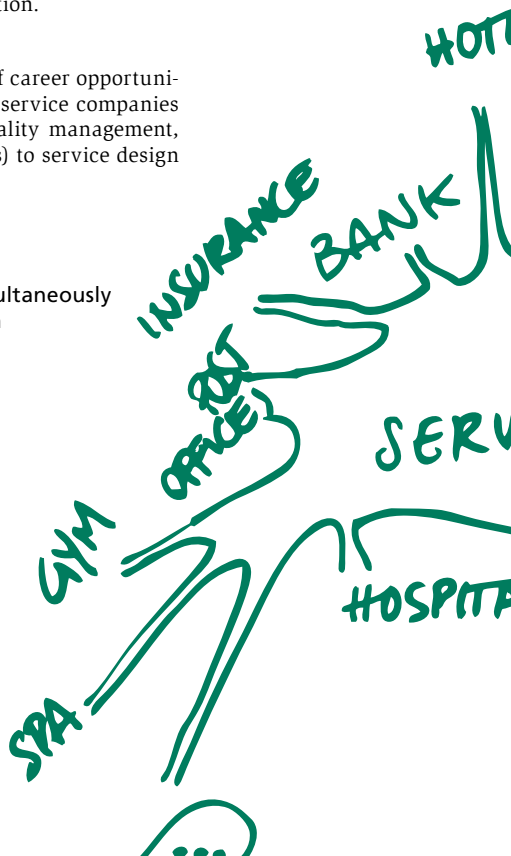 tion.
f career opportuni-
service companies
ality management,
s) to service design
ultaneously
HOT
INSURANCE
BANK
POST
OFFICE
SERV
GYM
HOSPITA
SPA